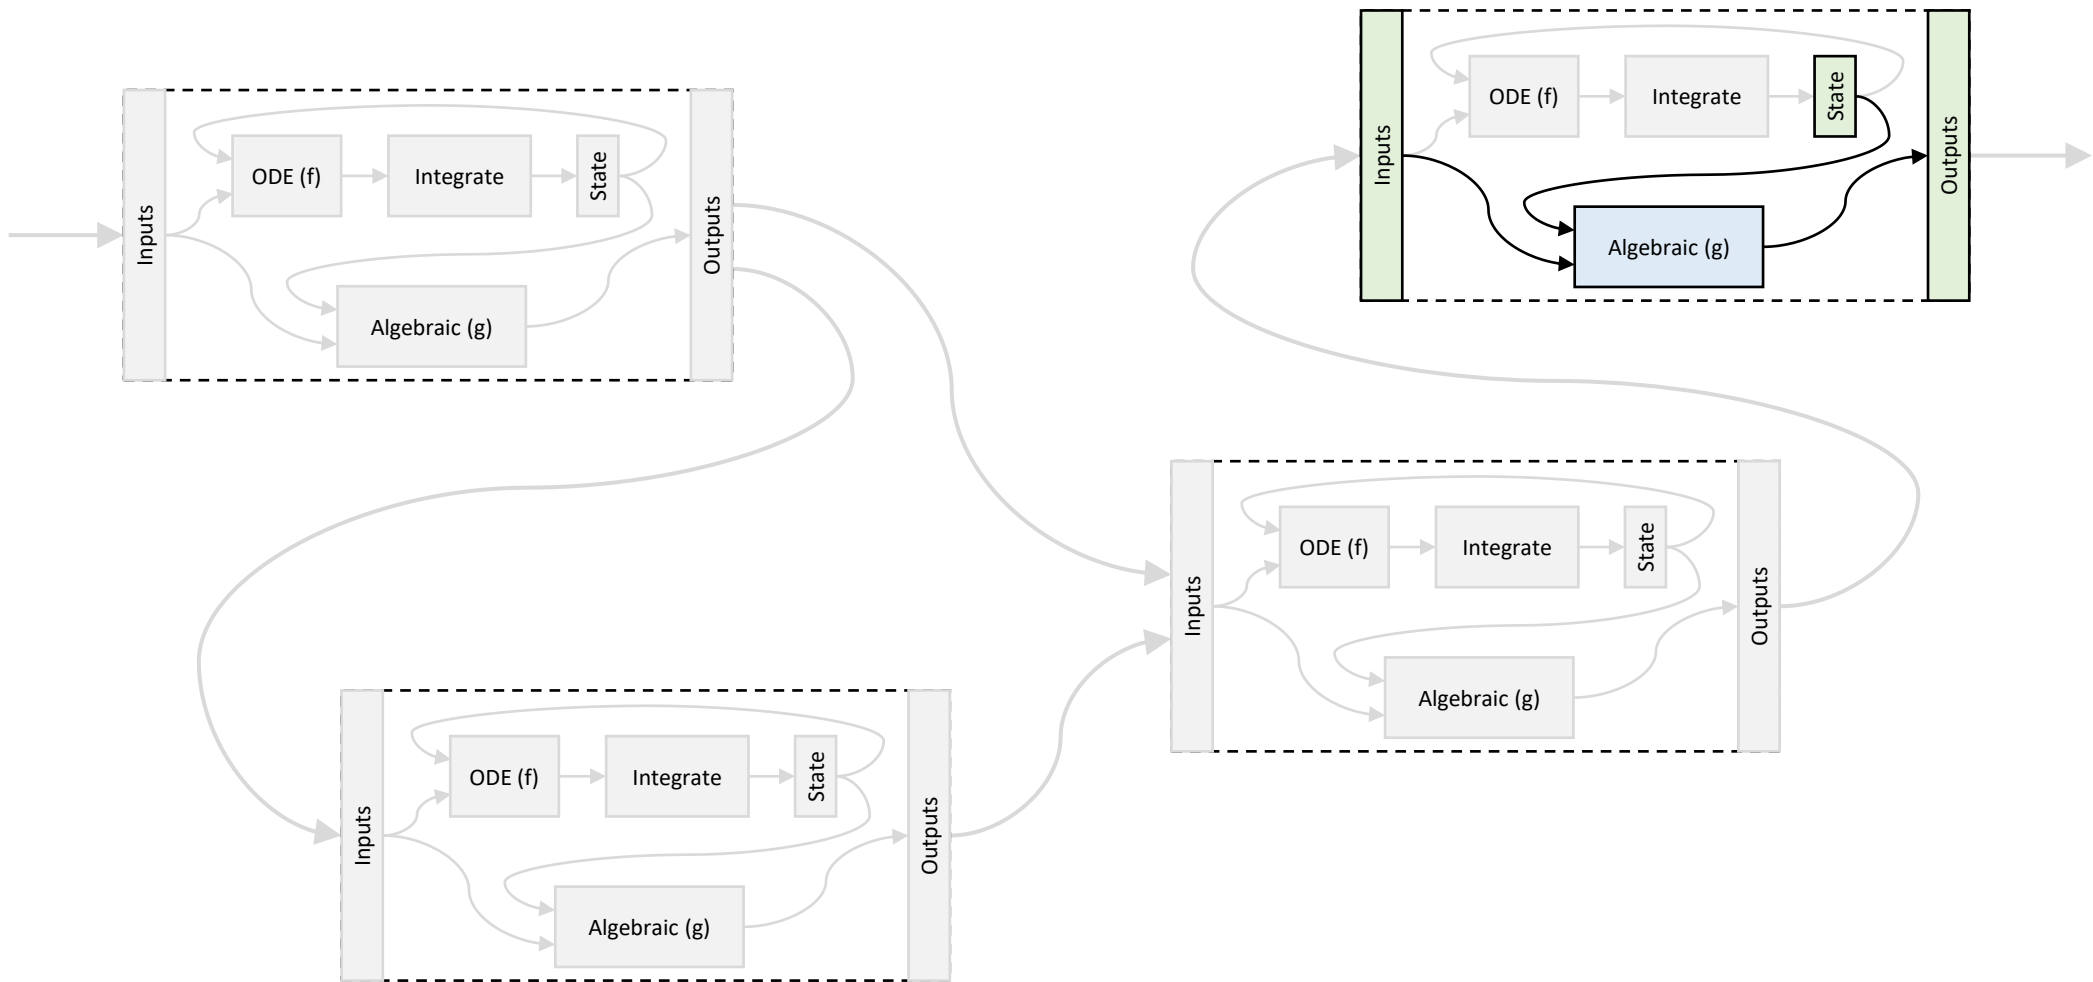 Inputs
ODE (f)
Integrate
State
Algebraic (g)
Outputs
Inputs
ODE (f)
Integrate
State
Algebraic (g)
Outputs
Inputs
ODE (f)
Integrate
State
Algebraic (g)
Outputs
Inputs
ODE (f)
Integrate
State
Algebraic (g)
Outputs